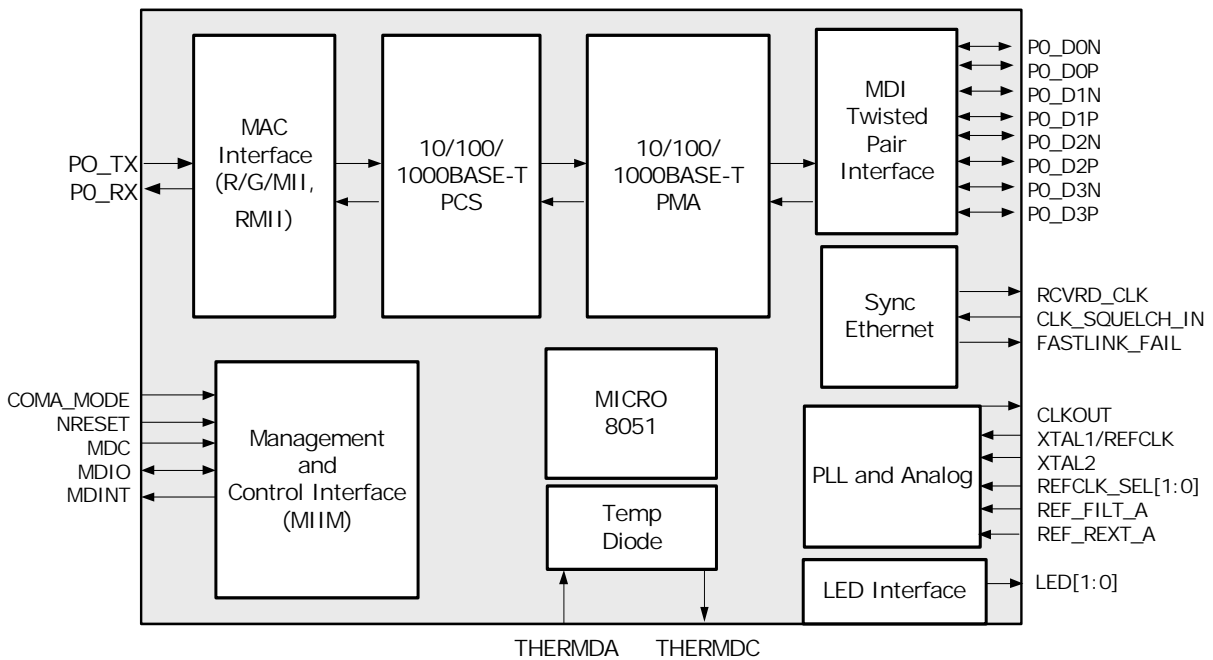 PO_TX
P0_RX
MAC
Interface
(R/G/MII,
RMII)
10/100/
1000BASE-T
PCS
10/100/
1000BASE-T
PMA
MDI
Twisted
Pair
Interface
P0_D0N
P0_D0P
P0_D1N
P0_D1P
P0_D2N
P0_D2P
P0_D3N
P0_D3P
Sync
Ethernet
RCVRD_CLK
CLK_SQUELCH_IN
FASTLINK_FAIL
COMA_MODE
NRESET
MDC
MDIO
MDINT
Management
and
Control Interface
(MIIM)
MICRO
8051
Temp
Diode
THERMDA
THERMDC
PLL and Analog
CLKOUT
XTAL1/REFCLK
XTAL2
REFCLK_SEL[1:0]
REF_FILT_A
REF_REXT_A
LED Interface
LED[1:0]